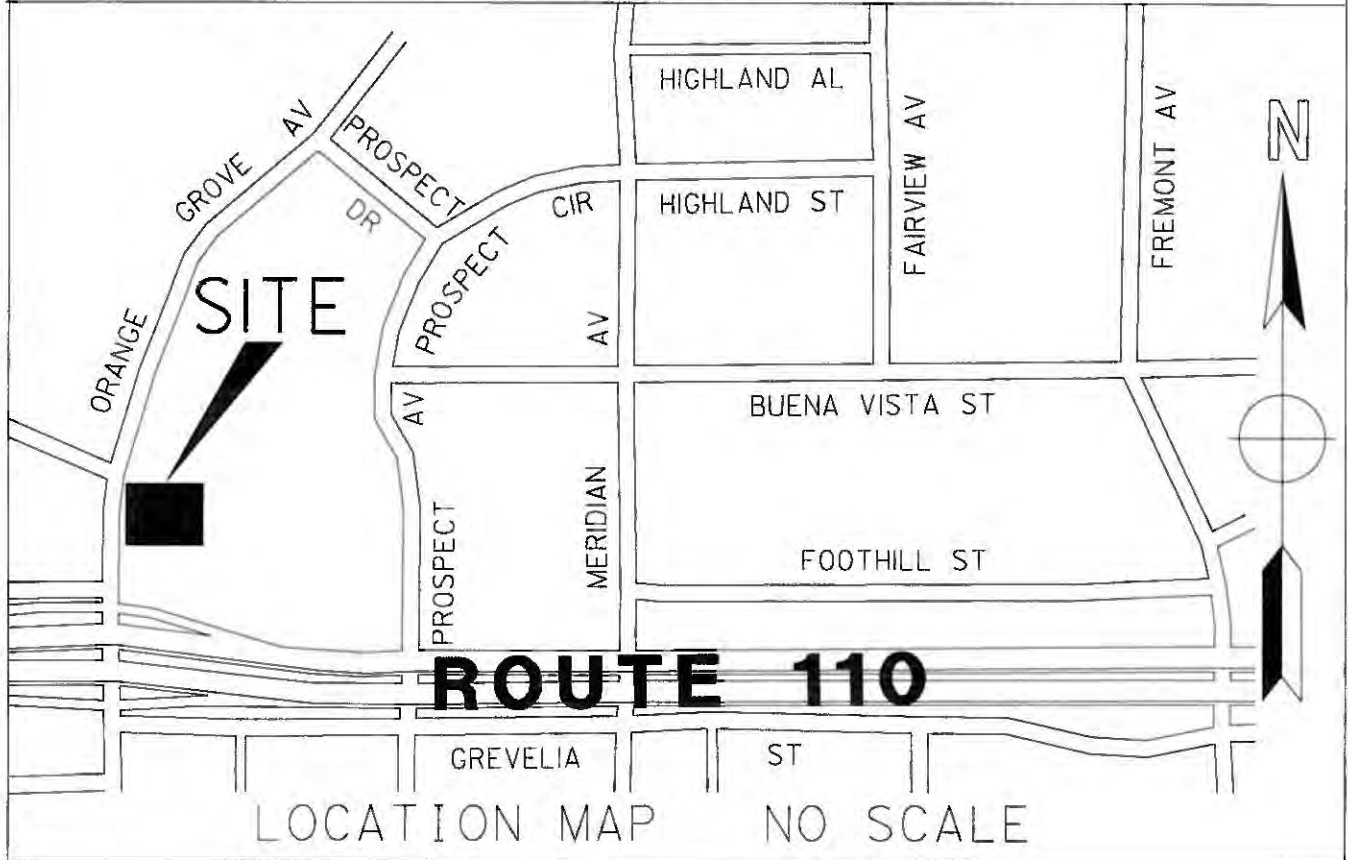 HIGHLAND AL
ORANGE GROVE AV
PROSPECT DR
PROSPECT CIR
HIGHLAND ST
FAIRVIEW AV
FREMONT AV
N
SITE
MERIDIAN AV
BUENA VISTA ST
PROSPECT AV
FOOTHILL ST
ROUTE 110
GREVELIA ST
LOCATION MAP NO SCALE